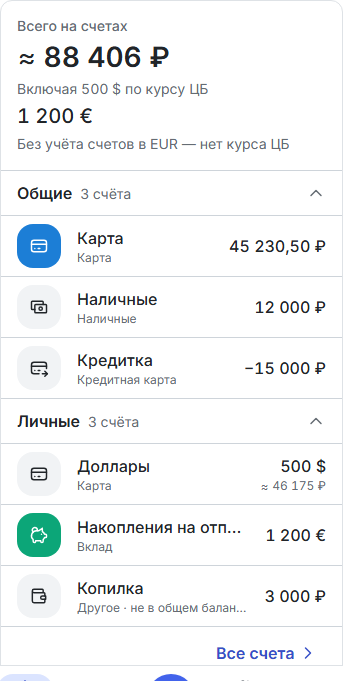 Всего на счетах
≈ 88 406 ₽
Включая 500 $ по курсу ЦБ
1 200 €
Без учёта счетов в EUR — нет курса ЦБ
Общие 3 счёта
Карта
45 230,50 ₽
Карта
Наличные
12 000 ₽
Наличные
Кредитка
−15 000 ₽
Кредитная карта
Личные 3 счёта
Доллары
500 $
Карта
≈ 46 175 ₽
Накопления на отп...
1 200 €
Вклад
Копилка
3 000 ₽
Другое · не в общем балан...
Все счета